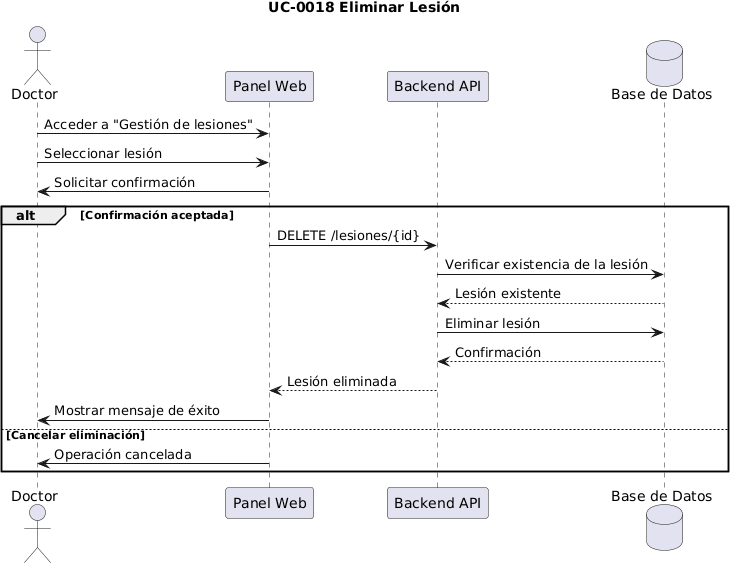 UC-0018 Eliminar Lesión
Doctor
Panel Web
Backend API
Base de Datos
Acceder a "Gestión de lesiones"
Seleccionar lesión
Solicitar confirmación
alt
[Confirmación aceptada]
DELETE /lesiones/{id}
Verificar existencia de la lesión
Lesión existente
Eliminar lesión
Confirmación
Lesión eliminada
Mostrar mensaje de éxito
[Cancelar eliminación]
Operación cancelada
Doctor
Panel Web
Backend API
Base de Datos